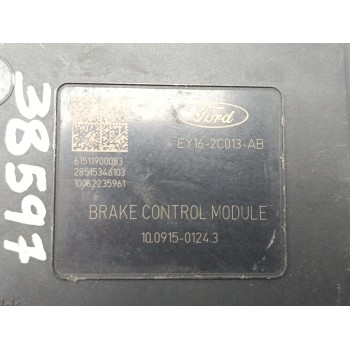 38597
Ford
EY16-2C013-AB
61511900083
28515346103
10062235961
BRAKE CONTROL MODULE
10.0915-0124.3